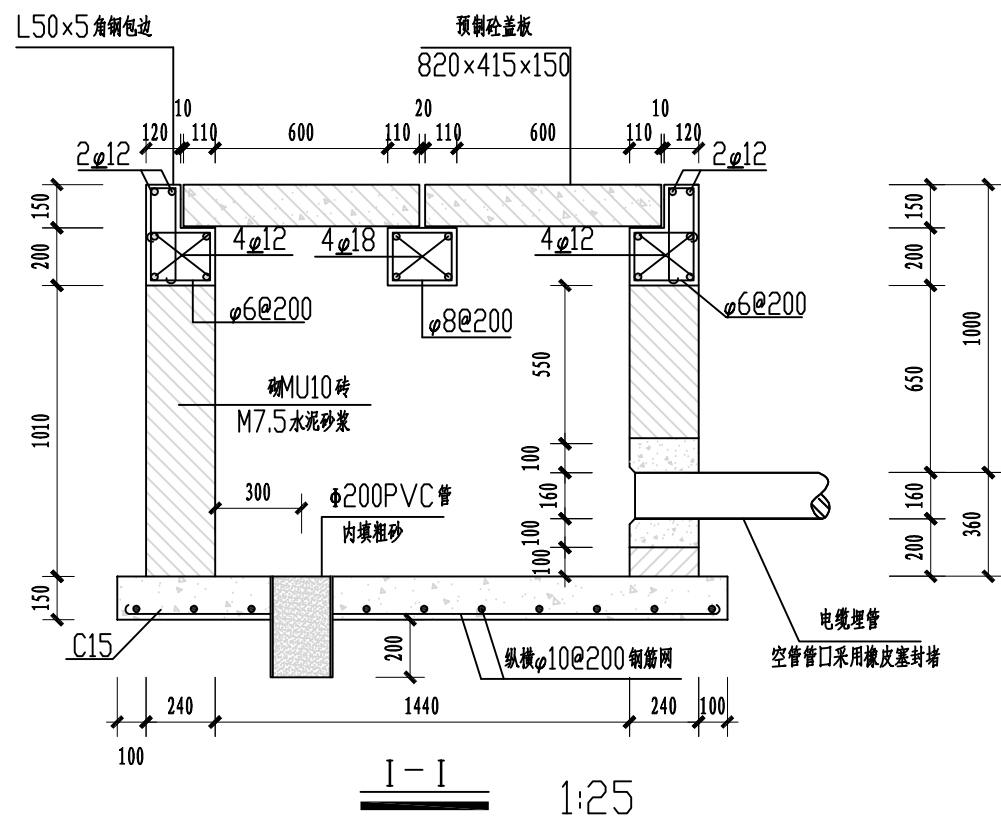 L50×5角钢包边
预制砼盖板
820×415×150
10
20
10
120
110
600
110
110
600
110
120
2φ12
2φ12
150
200
1010
150
4φ12
4φ18
4φ12
φ6@200
φ8@200
φ6@200
砌MU10砖
M7.5水泥砂浆
300
Φ200PVC管
内填粗砂
550
100
160
100
100
150
200
650
160
200
1000
360
C15
200
纵横φ10@200钢筋网
电缆埋管
空管管口采用橡皮塞封堵
100
240
1440
240
100
I-I
1:25